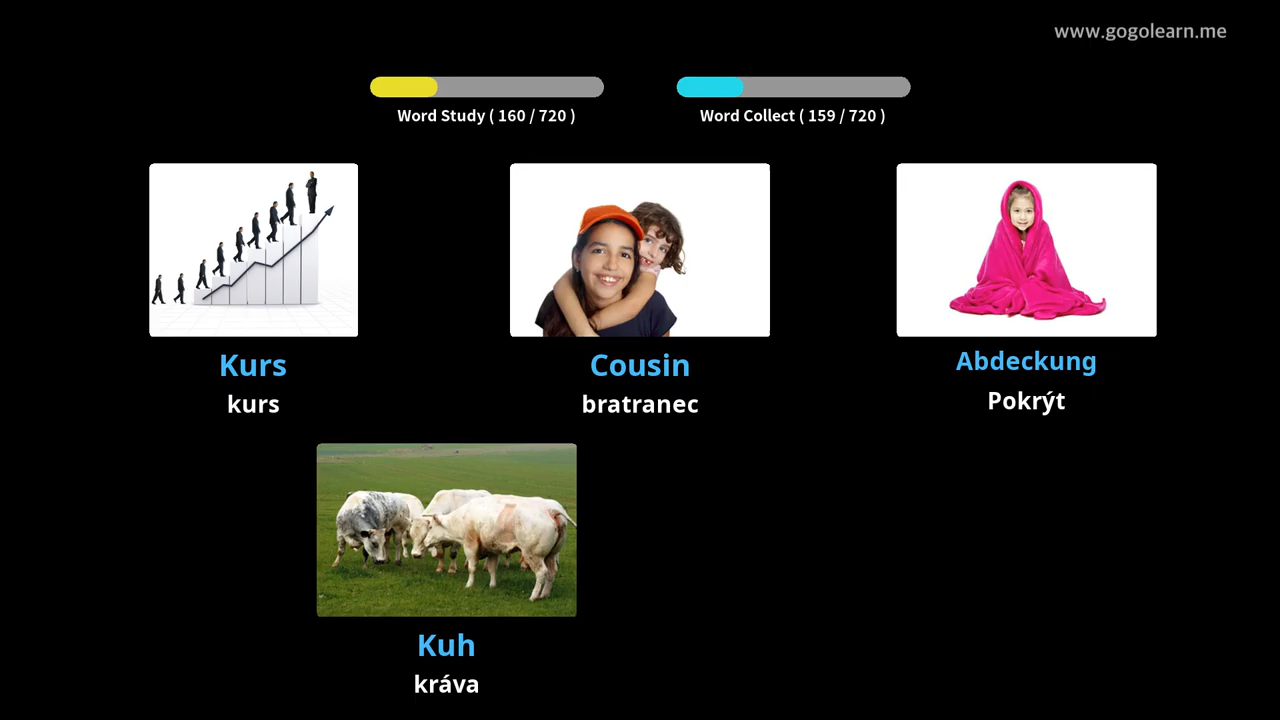 www.gogolearn.me
Word Study ( 160 / 720 )
Word Collect ( 159 / 720 )
Kurs
kurs
Cousin
bratranec
Abdeckung
Pokrýt
Kuh
kráva